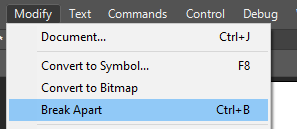 Modify Text Commands Control Debug
Document... Ctrl+J
Convert to Symbol... F8
Convert to Bitmap
Break Apart Ctrl+B